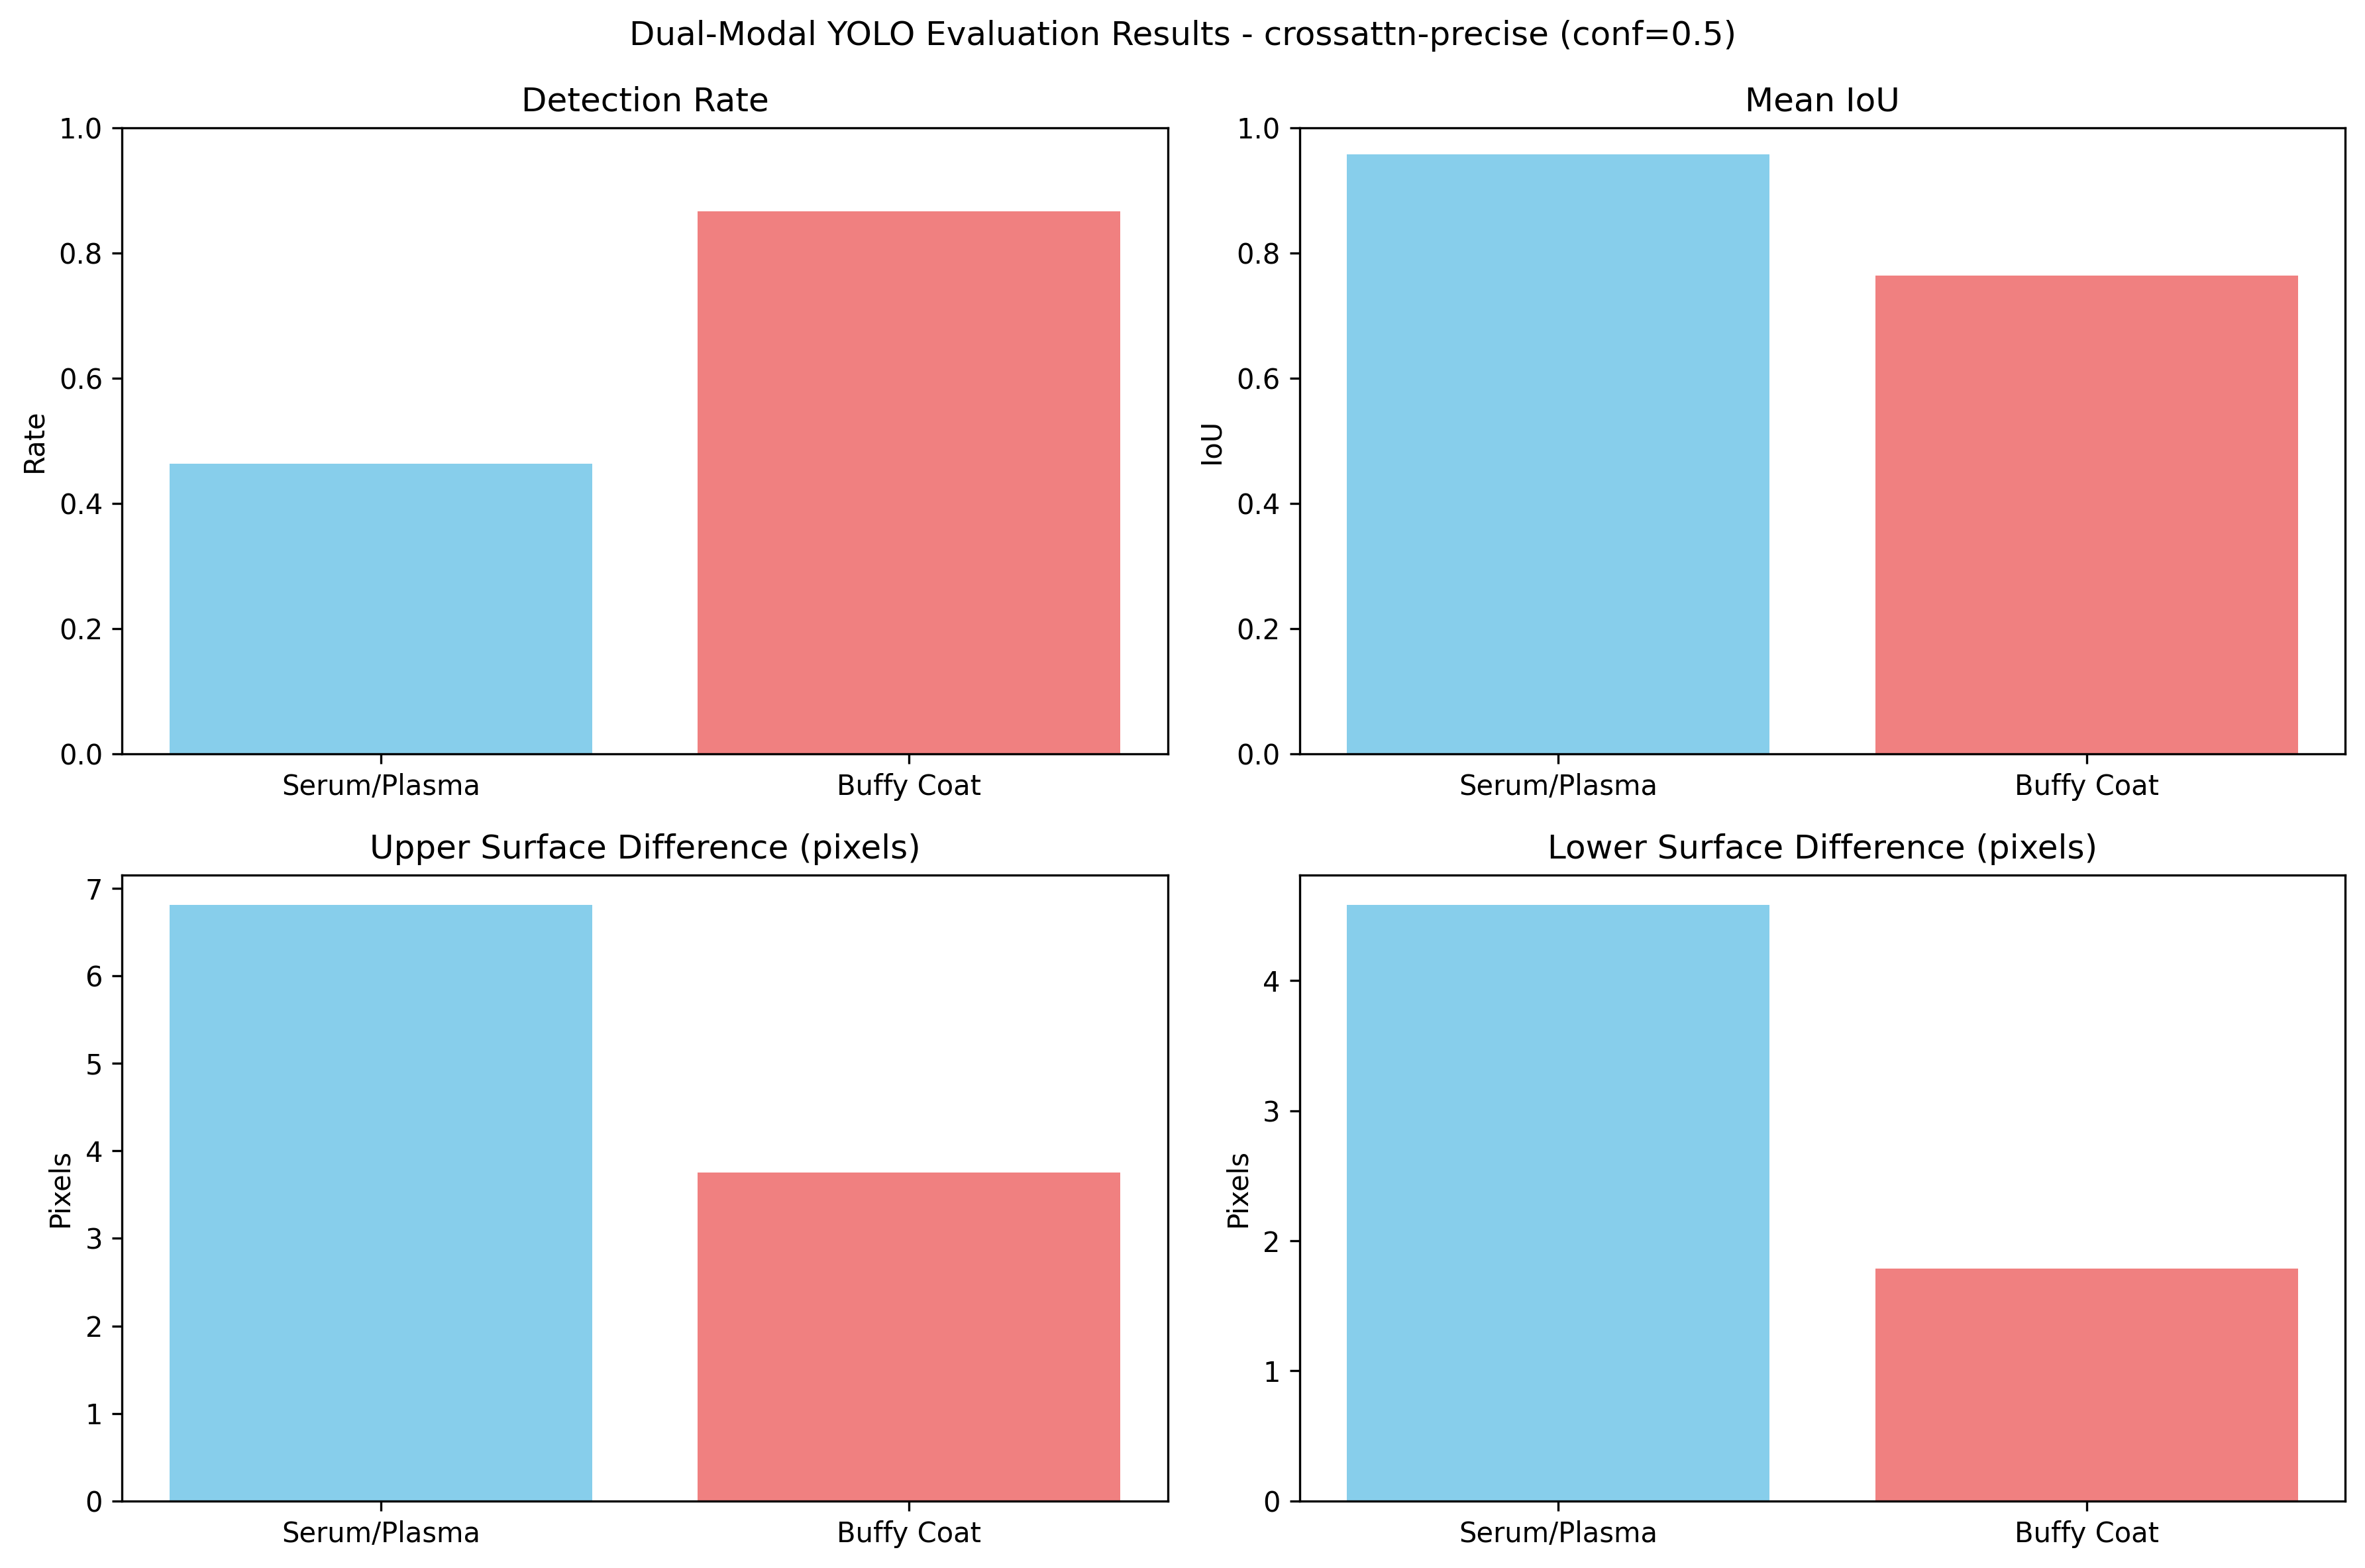 Dual-Modal YOLO Evaluation Results - crossattn-precise (conf=0.5)
Detection Rate
1.0
0.8
0.6
0.4
0.2
0.0
Rate
Serum/Plasma
Buffy Coat
Mean IoU
1.0
0.8
0.6
0.4
0.2
0.0
IoU
Serum/Plasma
Buffy Coat
Upper Surface Difference (pixels)
7
6
5
4
3
2
1
0
Pixels
Serum/Plasma
Buffy Coat
Lower Surface Difference (pixels)
4
3
2
1
0
Pixels
Serum/Plasma
Buffy Coat